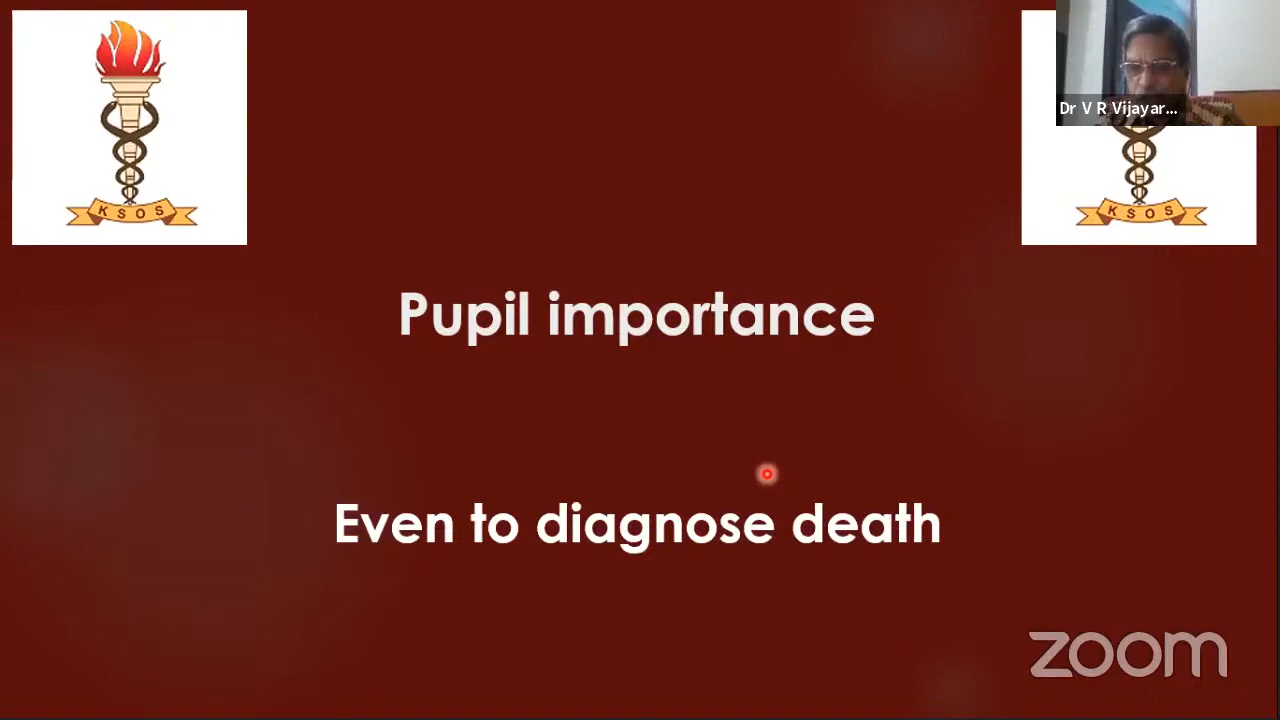 KSOS
Dr V R Vijayar...
KSOS
Pupil importance
Even to diagnose death
zoom